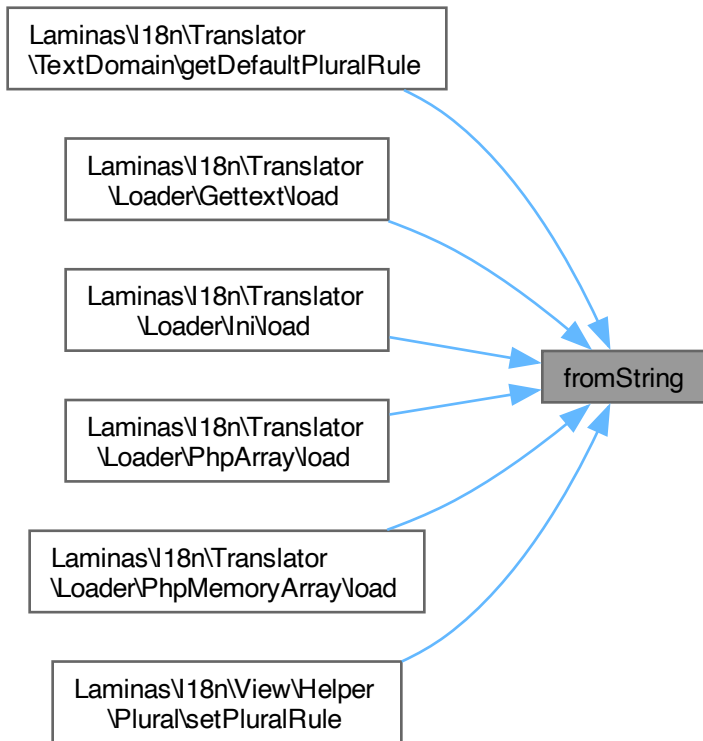 Laminas\I18n\Translator
\TextDomain\getDefaultPluralRule
Laminas\I18n\Translator
\Loader\Gettext\load
Laminas\I18n\Translator
\Loader\Ini\load
fromString
Laminas\I18n\Translator
\Loader\PhpArray\load
Laminas\I18n\Translator
\Loader\PhpMemoryArray\load
Laminas\I18n\View\Helper
\Plural\setPluralRule